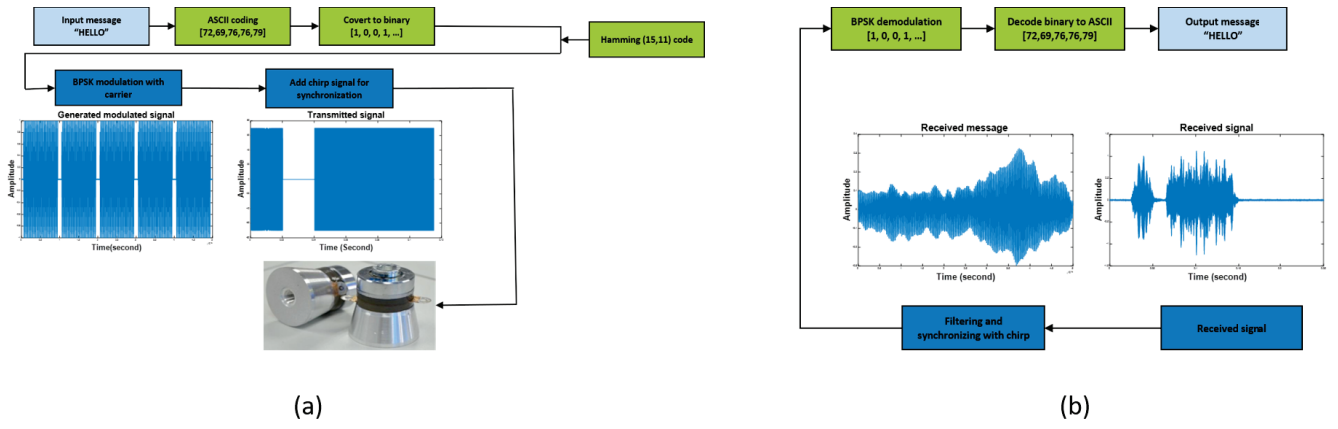 Input message
“HELLO”
ASCII coding
[72,69,76,76,79]
Covert to binary
[1, 0, 0, 1, ...]
Hamming (15,11) code
BPSK modulation with
carrier
Add chirp signal for
synchronization
Generated modulated signal
Amplitude
Time(second)
Transmitted signal
Amplitude
Time (Second)
(a)
BPSK demodulation
[1, 0, 0, 1, ...]
Decode binary to ASCII
[72,69,76,76,79]
Output message
“HELLO”
Received message
Amplitude
Time (second)
Received signal
Amplitude
Time (second)
Filtering and
synchronizing with chirp
Received signal
(b)